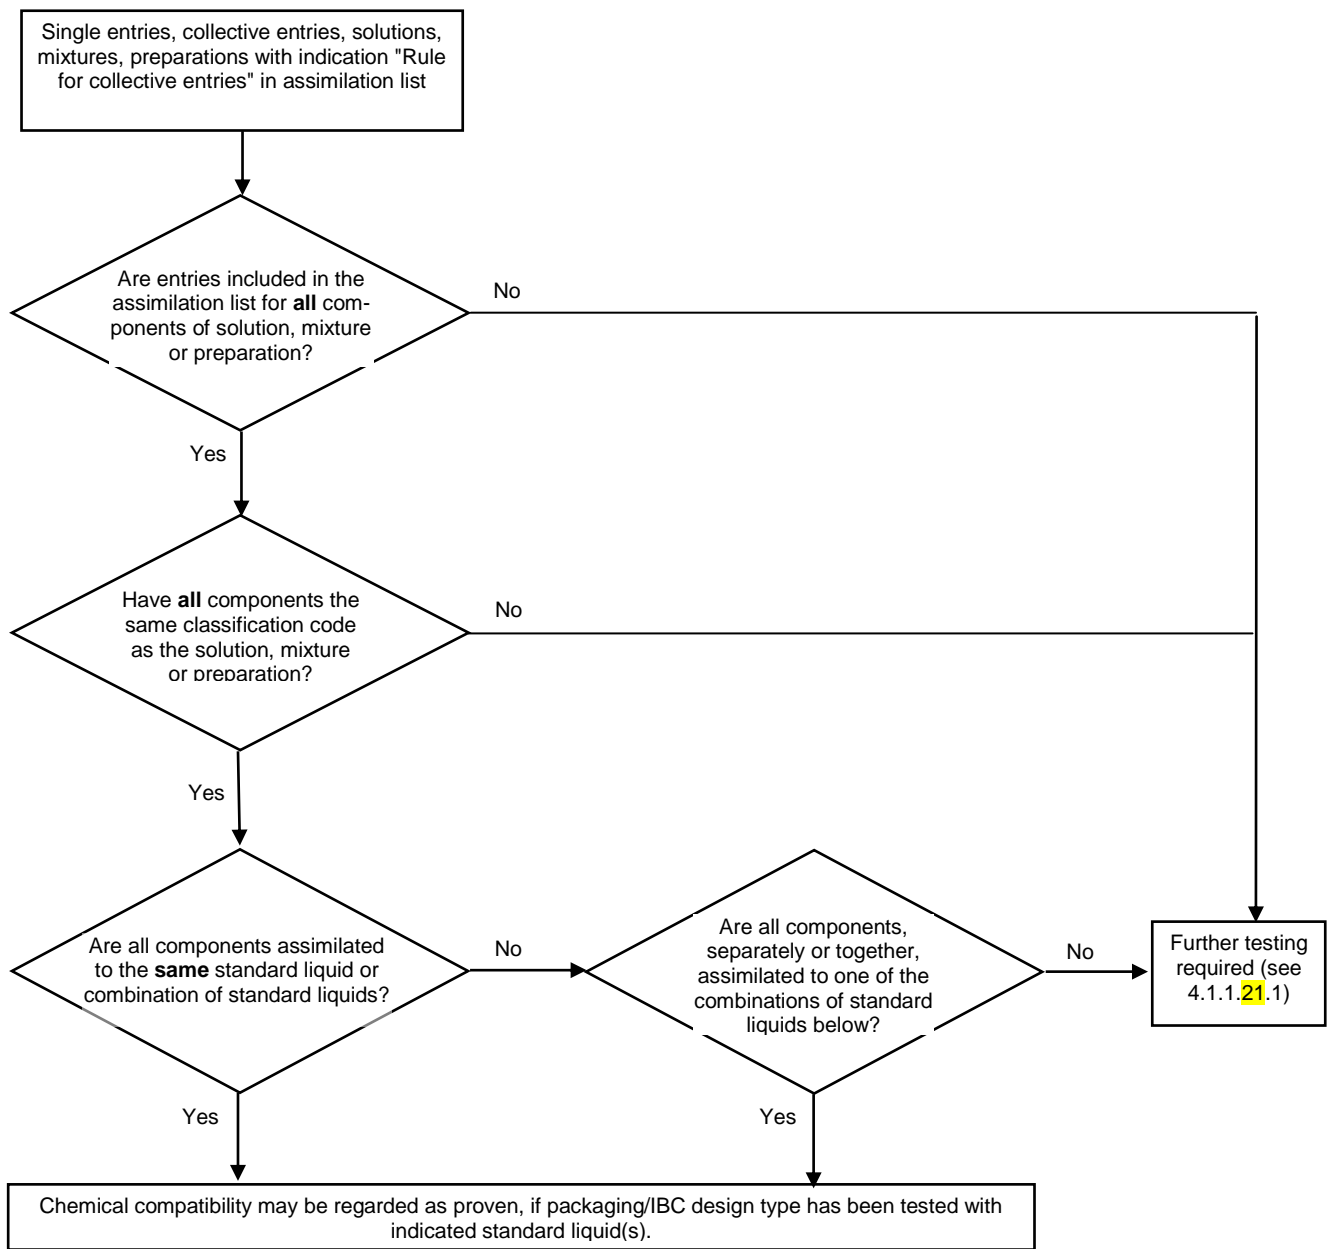 Single entries, collective entries, solutions,
mixtures, preparations with indication "Rule
for collective entries" in assimilation list
Are entries included in the
assimilation list for all com-
ponents of solution, mixture
or preparation?
No
Yes
Have all components the
same classification code
as the solution, mixture
or preparation?
No
Yes
Are all components assimilated
to the same standard liquid or
combination of standard liquids?
No
Are all components,
separately or together,
assimilated to one of the
combinations of standard
liquids below?
No
Further testing
required (see
4.1.1.21.1)
Yes
Yes
Chemical compatibility may be regarded as proven, if packaging/IBC design type has been tested with
indicated standard liquid(s).